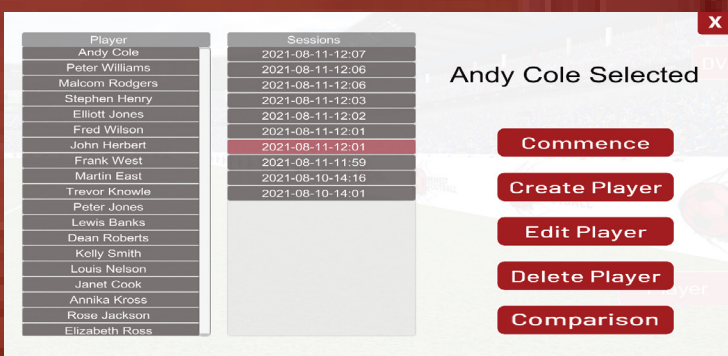 X
Player
Andy Cole
Peter Williams
Malcom Rodgers
Stephen Henry
Elliott Jones
Fred Wilson
John Herbert
Frank West
Martin East
Trevor Knowle
Peter Jones
Lewis Banks
Dean Roberts
Kelly Smith
Louis Nelson
Janet Cook
Annika Kross
Rose Jackson
Elizabeth Ross
Sessions
2021-08-11-12:07
2021-08-11-12:06
2021-08-11-12:06
2021-08-11-12:03
2021-08-11-12:02
2021-08-11-12:01
2021-08-11-12:01
2021-08-11-11:59
2021-08-10-14:16
2021-08-10-14:01
Andy Cole Selected
Commence
Create Player
Edit Player
Delete Player
Comparison